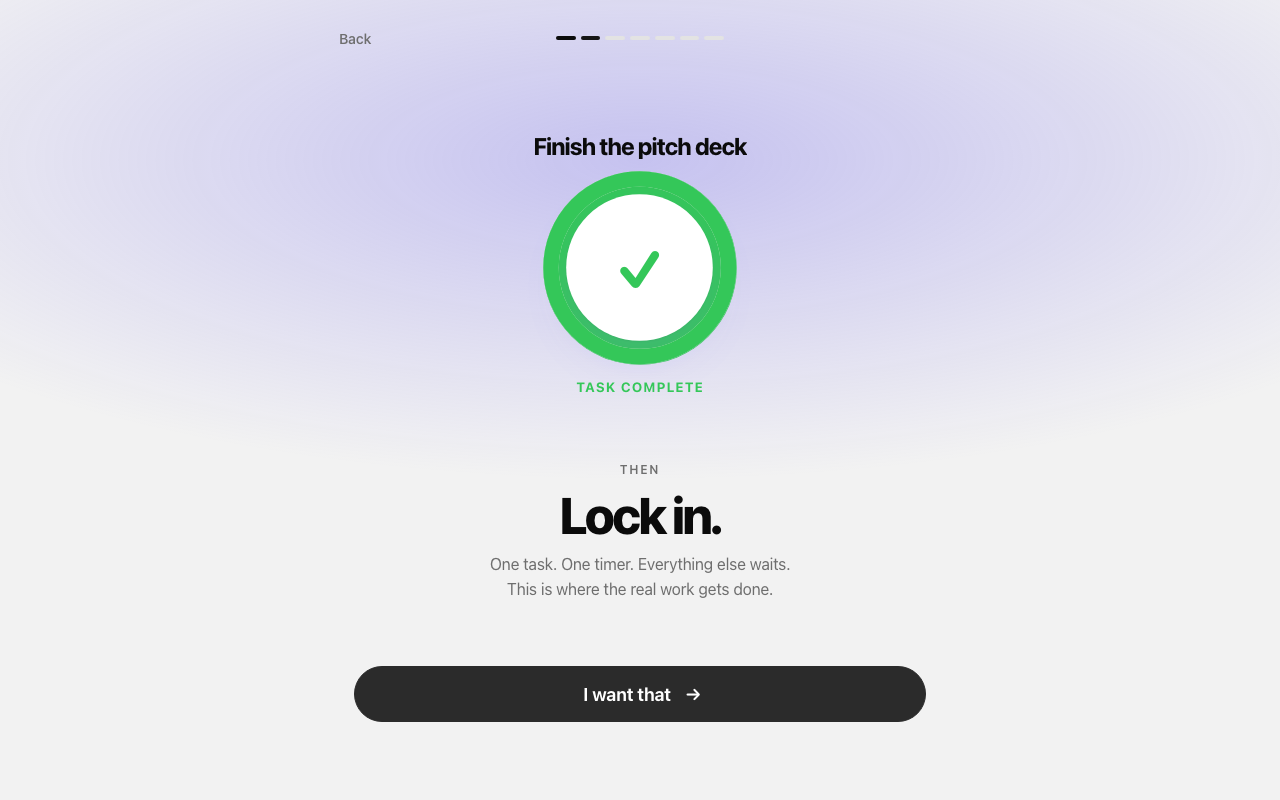 Back
Finish the pitch deck
TASK COMPLETE
THEN
Lock in.
One task. One timer. Everything else waits.
This is where the real work gets done.
I want that →